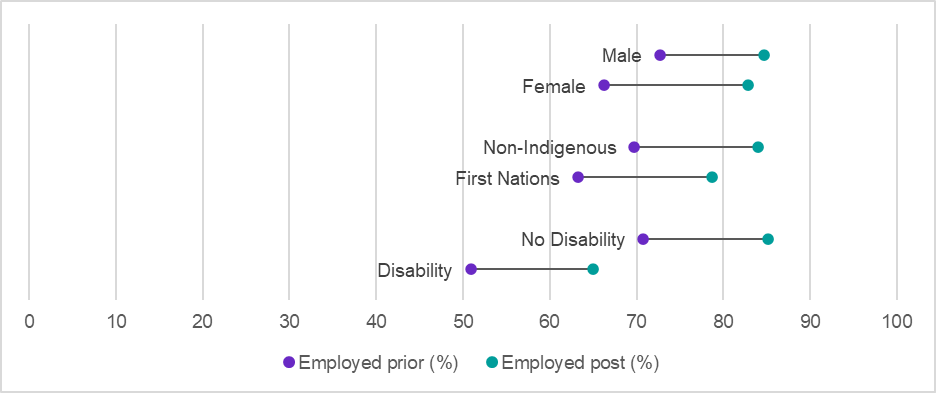 Male
Female
Non-Indigenous
First Nations
No Disability
Disability
0 10 20 30 40 50 60 70 80 90 100
Employed prior (%) Employed post (%)